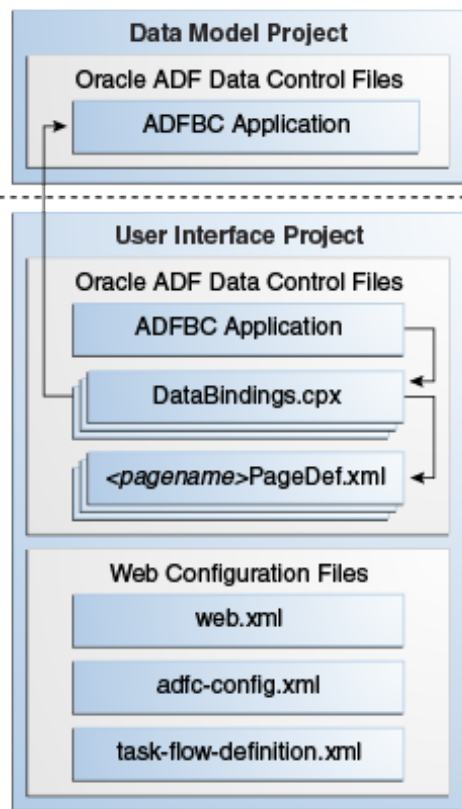 Data Model Project
Oracle ADF Data Control Files
ADFBC Application
User Interface Project
Oracle ADF Data Control Files
ADFBC Application
DataBindings.cpx
<pagename>PageDef.xml
Web Configuration Files
web.xml
adfc-config.xml
task-flow-definition.xml